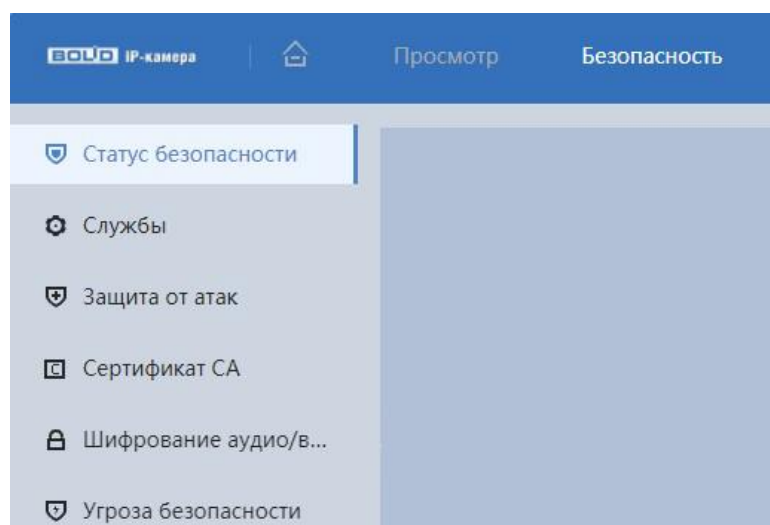 BOLID IP-камера
Просмотр
Безопасность
Статус безопасности
Службы
Защита от атак
Сертификат CA
Шифрование аудио/в...
Угроза безопасности